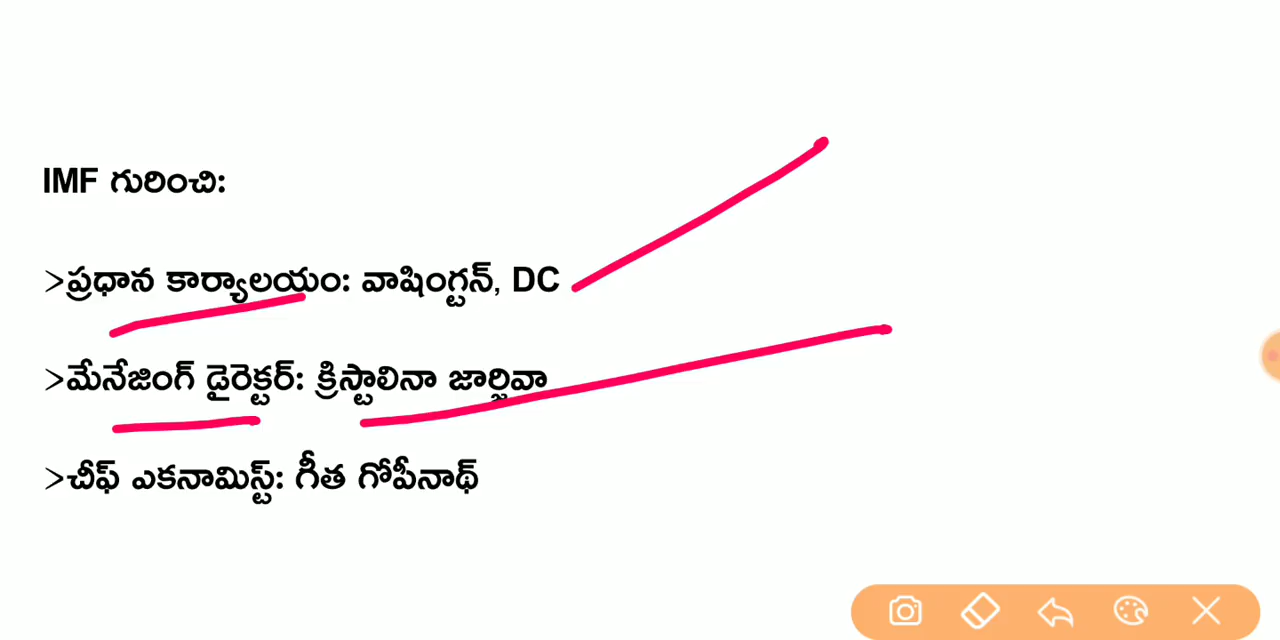 IMF గురించి:
>ప్రధాన కార్యాలయం: వాషింగ్టన్, DC
>మేనేజింగ్ డైరెక్టర్: క్రిస్టాలినా జార్జివా
>చీఫ్ ఎకనామిస్ట్: గీత గోపీనాథ్